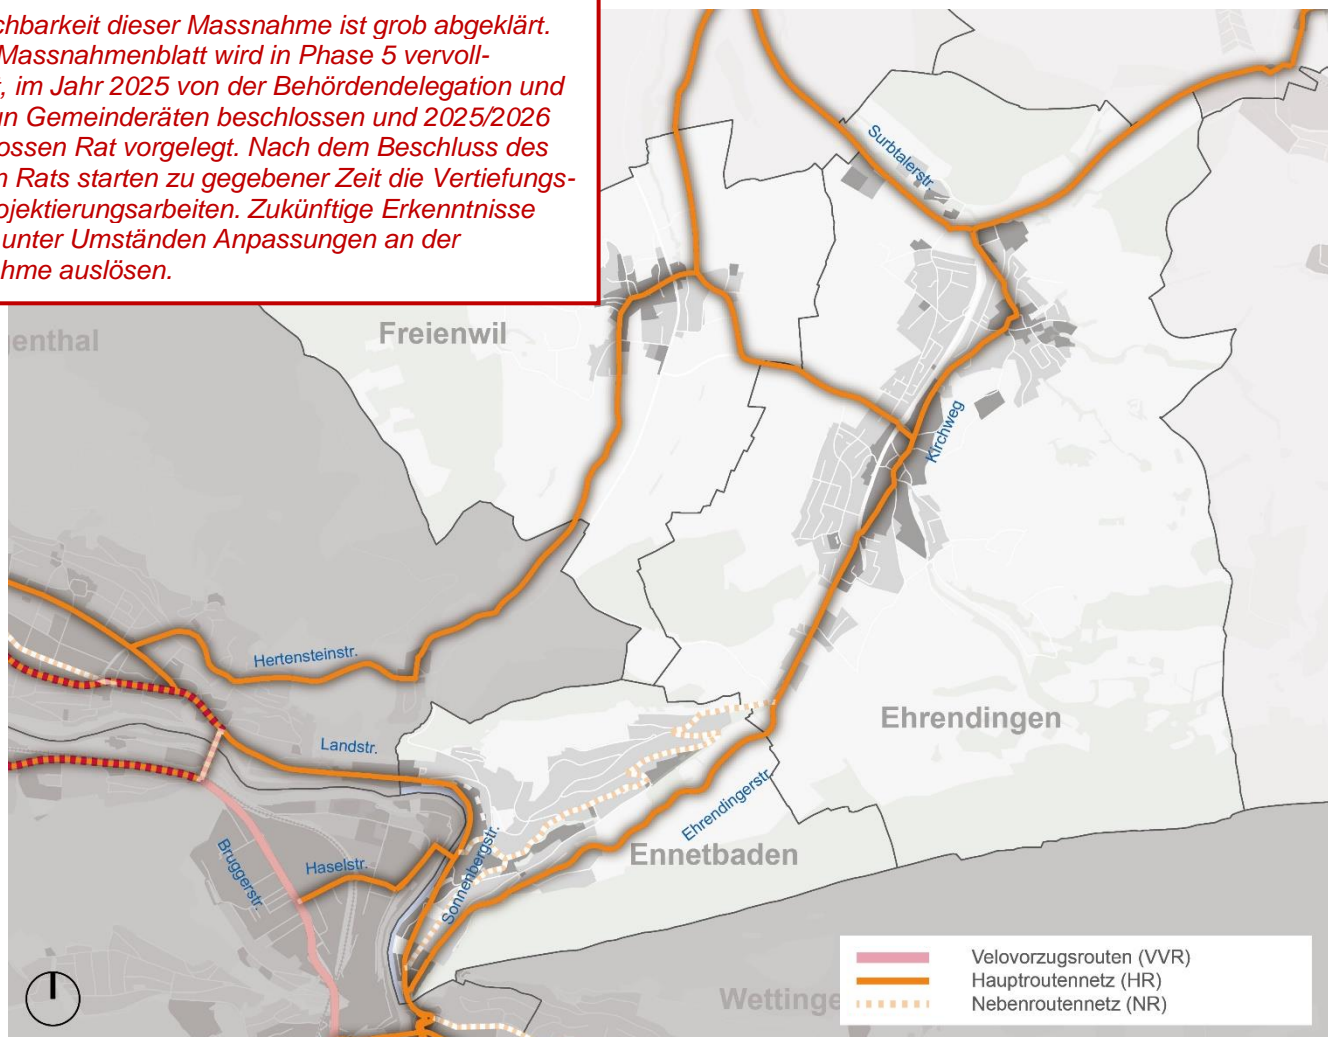 chbarkeit dieser Massnahme ist grob abgeklärt.
Massnahmenblatt wird in Phase 5 vervoll-
, im Jahr 2025 von der Behördendelegation und
un Gemeinderäten beschlossen und 2025/2026
ossen Rat vorgelegt. Nach dem Beschluss des
n Rats starten zu gegebener Zeit die Vertiefungs-
ojektierungsarbeiten. Zukünftige Erkenntnisse
unter Umständen Anpassungen an der
hme auslösen.
Surbtalerstr.
enthal
Freienwil
Kirchweg
Hertensteinstr.
Landstr.
Ehrendingen
Ehrendingerstr.
Sonnenbergstr.
Ennetbaden
Bruggerstr.
Haselstr.
Wettinge
Velovorzugsrouten (VVR)
Hauptroutennetz (HR)
Nebenroutennetz (NR)